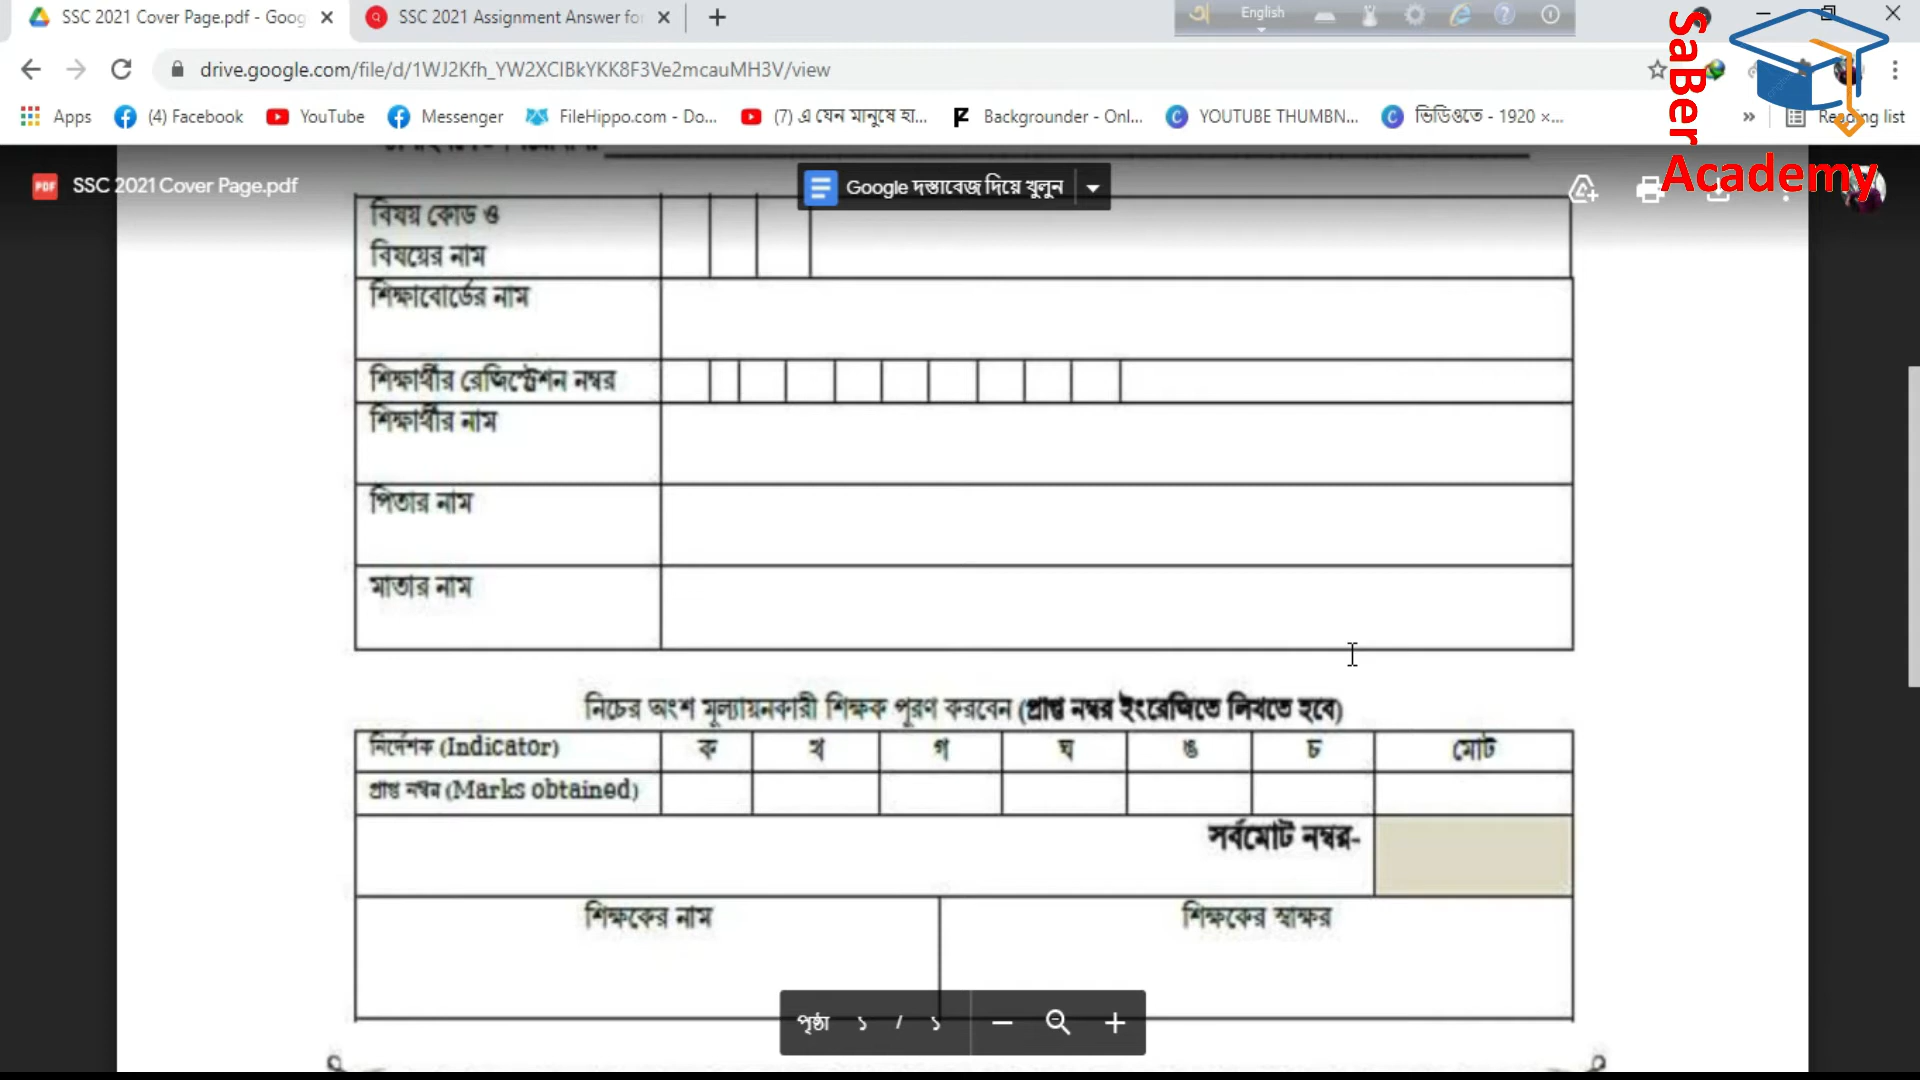 SSC 2021 Cover Page.pdf - Goog
SSC 2021 Assignment Answer for
English
drive.google.com/file/d/1WJ2Kfh_YW2XCIBkYKK8F3Ve2mcauMH3V/view
Apps
(4) Facebook
YouTube
Messenger
FileHippo.com - Do...
(7) এ যেন মানুষে হা...
Backgrounder - Onl...
YOUTUBE THUMBN...
ভিডিওতে - 1920 ×...
»
Reading list
SaBer
Academy
PDF
SSC 2021 Cover Page.pdf
Google দস্তাবেজ দিয়ে খুলুন
বিষয় কোড ও
বিষয়ের নাম
শিক্ষাবোর্ডের নাম
শিক্ষার্থীর রেজিস্ট্রেশন নম্বর
শিক্ষার্থীর নাম
পিতার নাম
মাতার নাম
নিচের অংশ মূল্যায়নকারী শিক্ষক পূরণ করবেন (প্রাপ্ত নম্বর ইংরেজিতে লিখতে হবে)
নির্দেশক (Indicator) ক খ গ ঘ ঙ চ মোট
প্রাপ্ত নম্বর (Marks obtained)
সর্বমোট নম্বর-
শিক্ষকের নাম শিক্ষকের স্বাক্ষর
পৃষ্ঠা ১ / ১